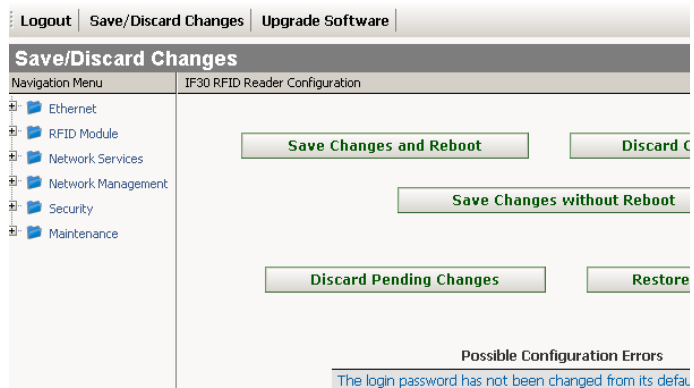 Logout Save/Discard Changes Upgrade Software
Save/Discard Changes
Navigation Menu IF30 RFID Reader Configuration
Ethernet
RFID Module
Network Services
Network Management
Security
Maintenance
Save Changes and Reboot Discard
Save Changes without Reboot
Discard Pending Changes Restore
Possible Configuration Errors
The login password has not been changed from its